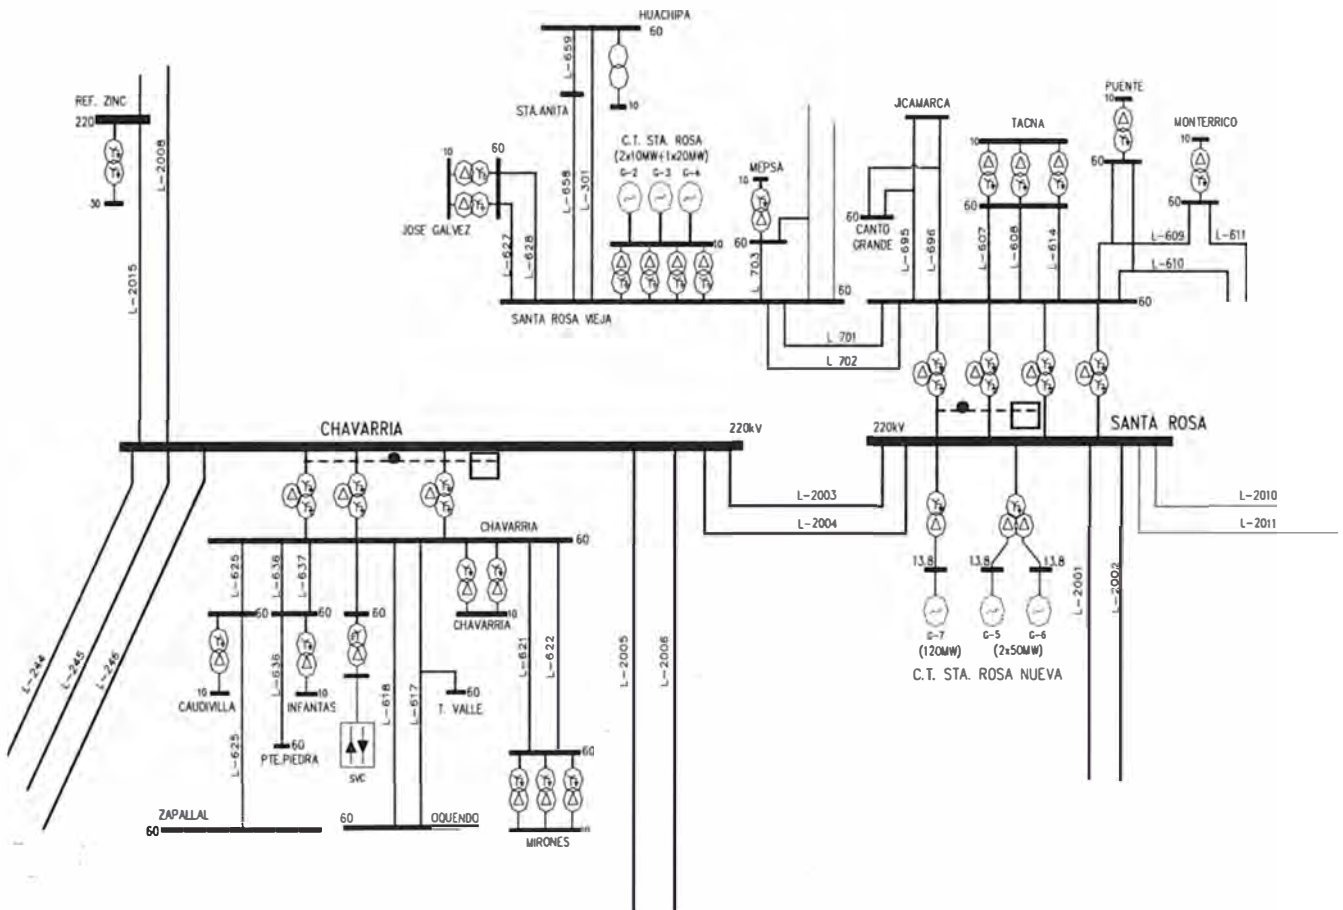 HUACHIPA
60
L-659
L-301
STA.ANITA
10
L-658
REF. ZINC
220
30
L-2008
L-2015
10
60
JOSE GALVEZ
L-627
L-628
C.T. STA. ROSA
(2x10MW+1x20MW)
G-2 G-3 G-4
10
MEPSA
10
60
L 703
60
SANTA ROSA VIEJA
JICAMARCA
60
CANTO
GRANDE
L-695
L-696
TACNA
10
60
L-607
L-608
L-614
PUENTE
10
60
MONTERRICO
10
60
L-609
L-611
L-610
60
L 701
L 702
CHAVARRIA
220kV
220kV
SANTA ROSA
L-2003
L-2004
L-2010
L-2011
L-244
L-245
L-246
CHAVARRIA
60
L-625
L-636
L-637
60
60
60
10
CHAVARRIA
10
CAUDIVILLA
10
INFANTAS
L-636
L-625
60
PTE.PIEDRA
SVC
L-618
L-617
60
T. VALLE
L-621
L-622
60
MIRONES
L-2005
L-2006
ZAPALLAL
60
60
OQUENDO
13.8
13.8
13.8
G-7
(120MW)
G-5 G-6
(2x50MW)
C.T. STA. ROSA NUEVA
L-2001
L-2002